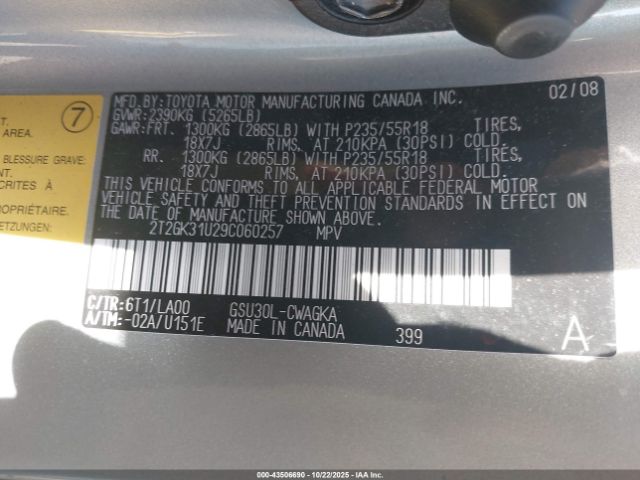 T.
AREA.
7
BLESSURE GRAVE:
ENT.
CRITES À
PROPRIÉTAIRE.
MFD.BY:TOYOTA MOTOR MANUFACTURING CANADA INC. 02/08
GVWR:2390KG (5265LB)
GAWR:FRT. 1300KG (2865LB) WITH P235/55R18 TIRES,
18X7J RIMS. AT 210KPA (30PSI) COLD.
RR. 1300KG (2865LB) WITH P235/55R18 TIRES,
18X7J RIMS. AT 210KPA (30PSI) COLD.
THIS VEHICLE CONFORMS TO ALL APPLICABLE FEDERAL MOTOR
VEHICLE SAFETY AND THEFT PREVENTION STANDARDS IN EFFECT ON
THE DATE OF MANUFACTURE SHOWN ABOVE.
2T2GK31U29C060257 MPV
C/TR: 6T1/LA00 GSU30L-CWAGKA
A/TM: -02A/U151E MADE IN CANADA 399 A
000-43506690 - 10/22/2025 - IAAI.COM